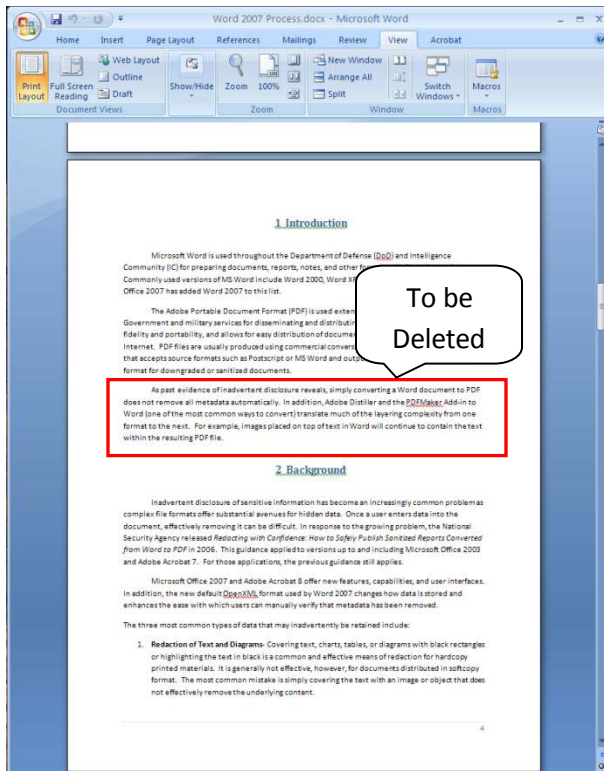 Word 2007 Process.docx - Microsoft Word
Home Insert Page Layout References Mailings Review View Acrobat
Print Layout
Full Screen Reading
Web Layout
Outline
Draft
Document Views
Show/Hide
Zoom
100%
Zoom
New Window
Arrange All
Split
Switch Windows
Window
Macros
Macros
1 Introduction
Microsoft Word is used throughout the Department of Defense (DoD) and Intelligence
Community (IC) for preparing documents, reports, notes, and other
Commonly used versions of MS Word include Word 2000, Word
Office 2007 has added Word 2007 to this list.
The Adobe Portable Document Format (PDF) is used
Government and military services for disseminating and
fidelity and portability, and allows for easy distribution of
Internet. PDF files are usually produced using commercial
that accepts source formats such as Postscript or MS Word and
format for downgraded or sanitized documents.
To be
Deleted
As past evidence of inadvertent disclosure reveals, simply converting a Word document to PDF
does not remove all metadata automatically. In addition, Adobe Distiller and the PDFMaker Add-in to
Word (one of the most common ways to convert) translate much of the layering complexity from one
format to the next. For example, images placed on top of text in Word will continue to contain the text
within the resulting PDF file.
2 Background
Inadvertent disclosure of sensitive information has become an increasingly common problem as
complex file formats offer substantial avenues for hidden data. Once a user enters data into the
document, effectively removing it can be difficult. In response to the growing problem, the National
Security Agency released Redacting with Confidence: How to Safely Publish Sanitized Reports Converted
from Word to PDF in 2006. This guidance applied to versions up to and including Microsoft Office 2003
and Adobe Acrobat 7. For those applications, the previous guidance still applies.
Microsoft Office 2007 and Adobe Acrobat 8 offer new features, capabilities, and user interfaces.
In addition, the new default OpenXML format used by Word 2007 changes how data is stored and
enhances the ease with which users can manually verify that metadata has been removed.
The three most common types of data that may inadvertently be retained include:
1. Redaction of Text and Diagrams- Covering text, charts, tables, or diagrams with black rectangles
or highlighting the text in black is a common and effective means of redaction for hardcopy
printed materials. It is generally not effective, however, for documents distributed in softcopy
format. The most common mistake is simply covering the text with an image or object that does
not effectively remove the underlying content.
4